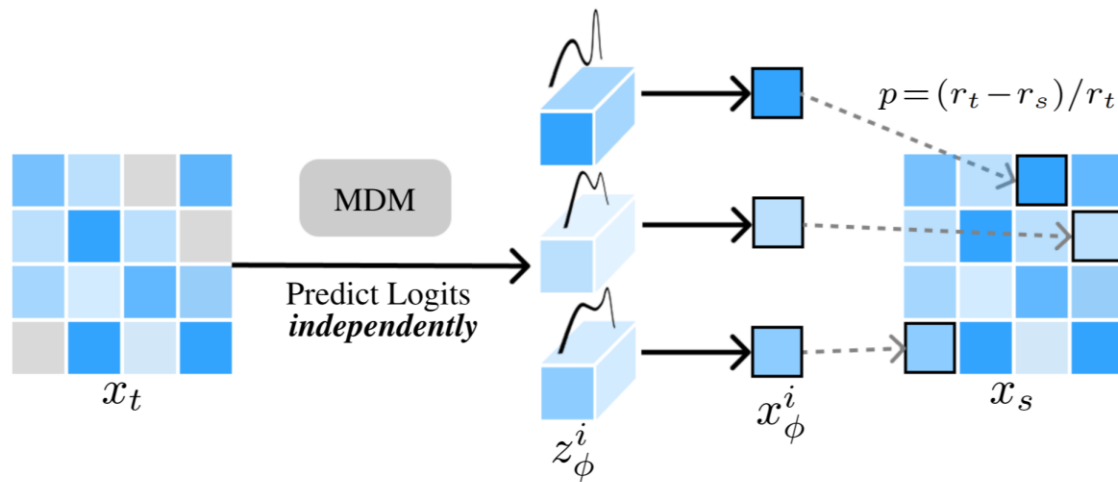 p = (r_t − r_s)/r_t
MDM
Predict Logits
independently
x_t
z_ϕ^i
x_ϕ^i
x_s